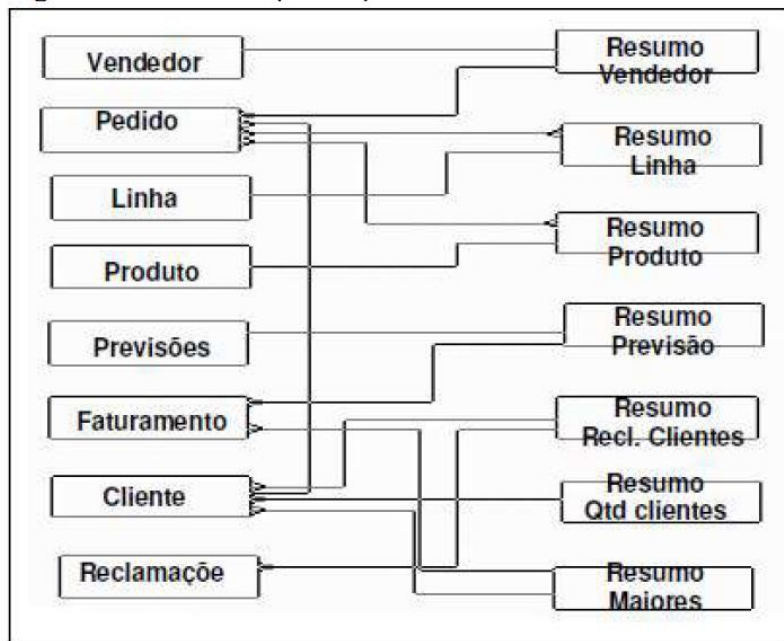 Vendedor
Pedido
Linha
Produto
Previsões
Faturamento
Cliente
Reclamaçõe
Resumo
Vendedor
Resumo
Linha
Resumo
Produto
Resumo
Previsão
Resumo
Recl. Clientes
Resumo
Qtd clientes
Resumo
Maiores